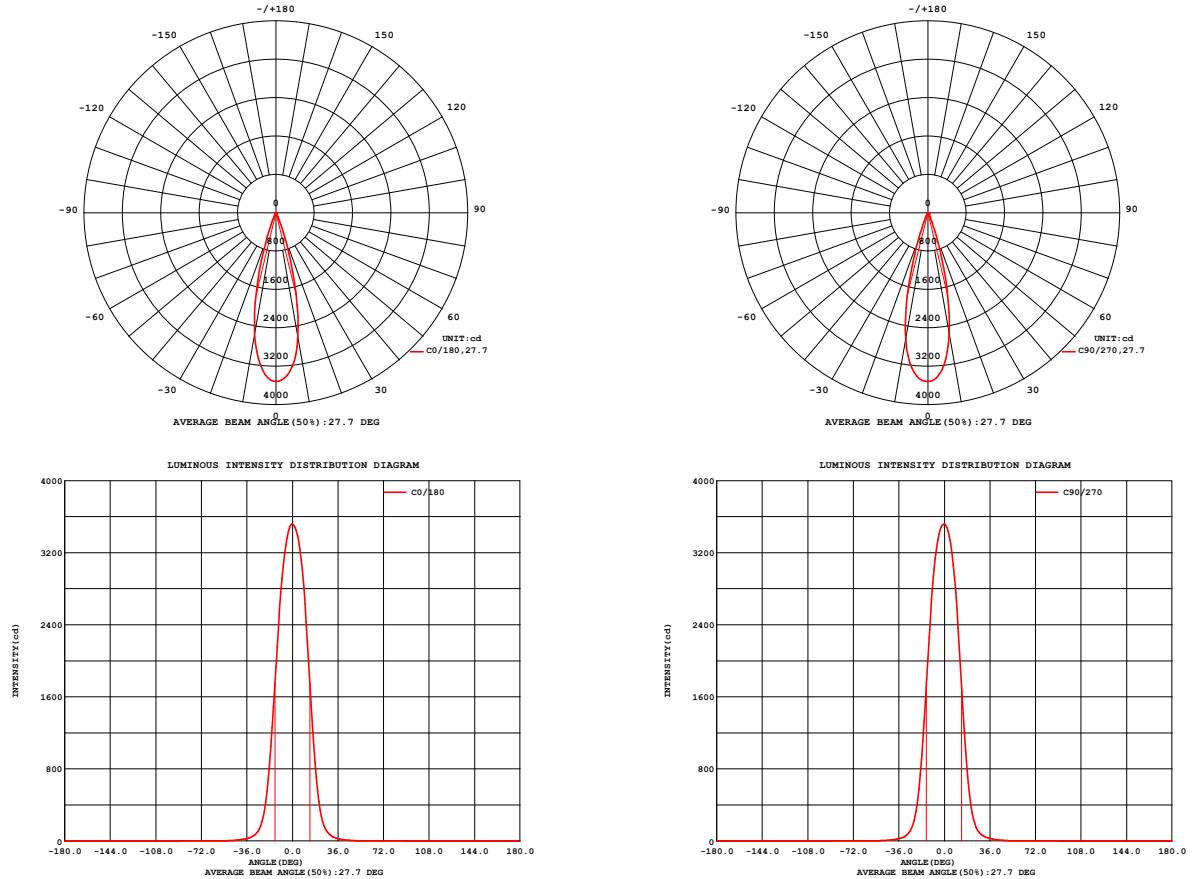 -/+180
-150 150
-120 120
-90 90
0
800
1600
-60 60
2400
UNIT:cd
C0/180,27.7
3200
-30 30
4000
0
AVERAGE BEAM ANGLE(50%):27.7 DEG
-/+180
-150 150
-120 120
-90 90
0
800
1600
-60 60
2400
UNIT:cd
C90/270,27.7
3200
-30 30
4000
0
AVERAGE BEAM ANGLE(50%):27.7 DEG
LUMINOUS INTENSITY DISTRIBUTION DIAGRAM
4000
C0/180
3200
2400
INTENSITY(cd)
1600
800
0
-180.0 -144.0 -108.0 -72.0 -36.0 0.0 36.0 72.0 108.0 144.0 180.0
ANGLE(DEG)
AVERAGE BEAM ANGLE(50%):27.7 DEG
LUMINOUS INTENSITY DISTRIBUTION DIAGRAM
4000
C90/270
3200
2400
INTENSITY(cd)
1600
800
0
-180.0 -144.0 -108.0 -72.0 -36.0 0.0 36.0 72.0 108.0 144.0 180.0
ANGLE(DEG)
AVERAGE BEAM ANGLE(50%):27.7 DEG